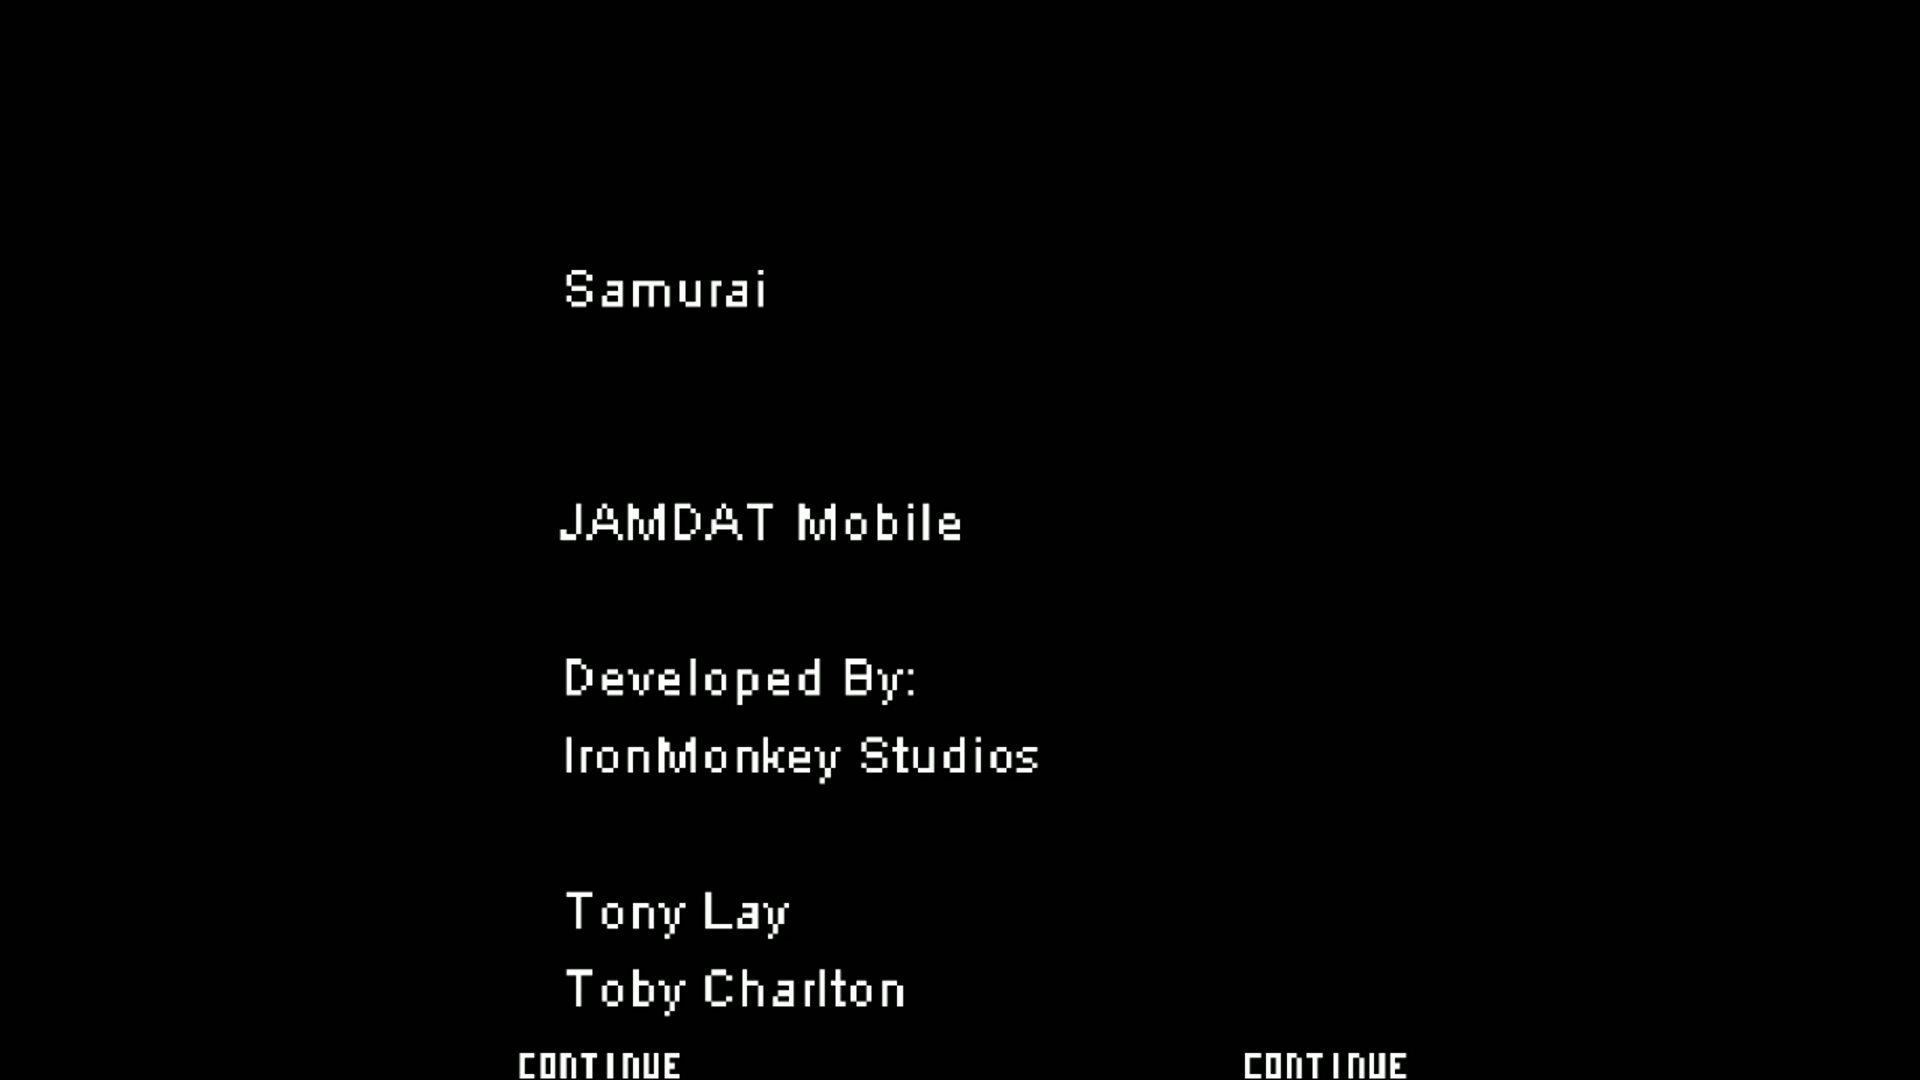 Samurai
JAMDAT Mobile
Developed By:
IronMonkey Studios
Tony Lay
Toby Charlton
CONTINUE CONTINUE